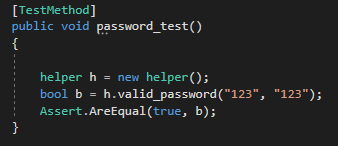 [TestMethod]
public void password_test()
{
helper h = new helper();
bool b = h.valid_password("123", "123");
Assert.AreEqual(true, b);
}